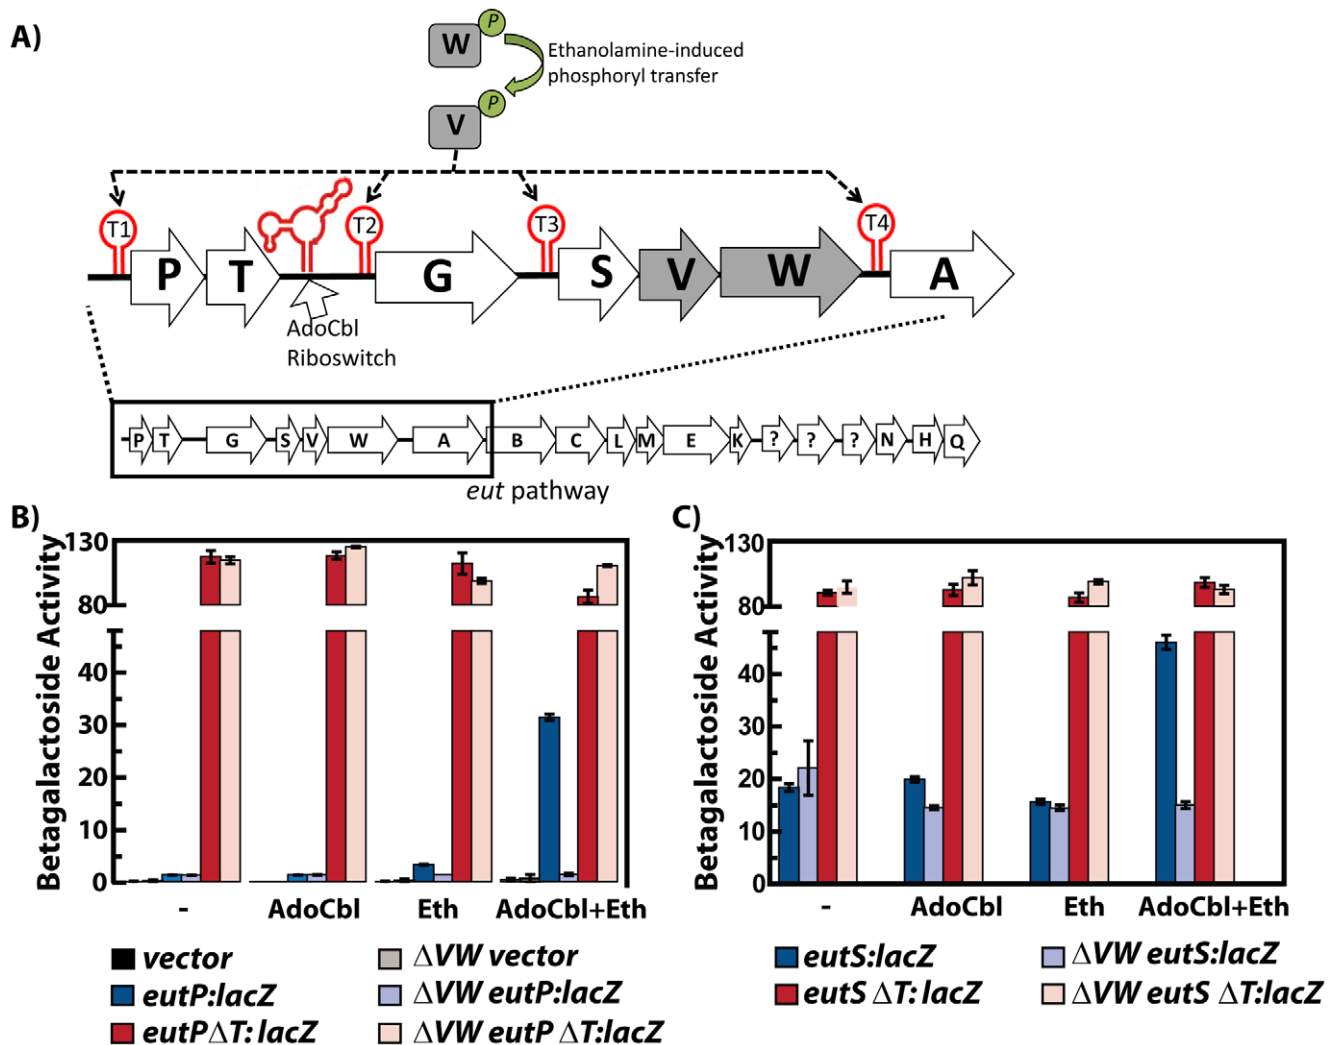 A)
W
P
Ethanolamine-induced
phosphoryl transfer
V
P
T1
T2
T3
T4
P
T
G
S
V
W
A
AdoCbl
Riboswitch
P T G S V W A B C L M E K ? ? ? N H Q
eut pathway
B)
Betagalactoside Activity
130
80
40
30
20
10
0
- AdoCbl Eth AdoCbl+Eth
vector
ΔVW vector
eutP:lacZ
ΔVW eutP:lacZ
eutPΔT:lacZ
ΔVW eutP ΔT:lacZ
C)
Betagalactoside Activity
130
80
40
30
20
10
0
- AdoCbl Eth AdoCbl+Eth
eutS:lacZ
ΔVW eutS:lacZ
eutS ΔT:lacZ
ΔVW eutS ΔT:lacZ